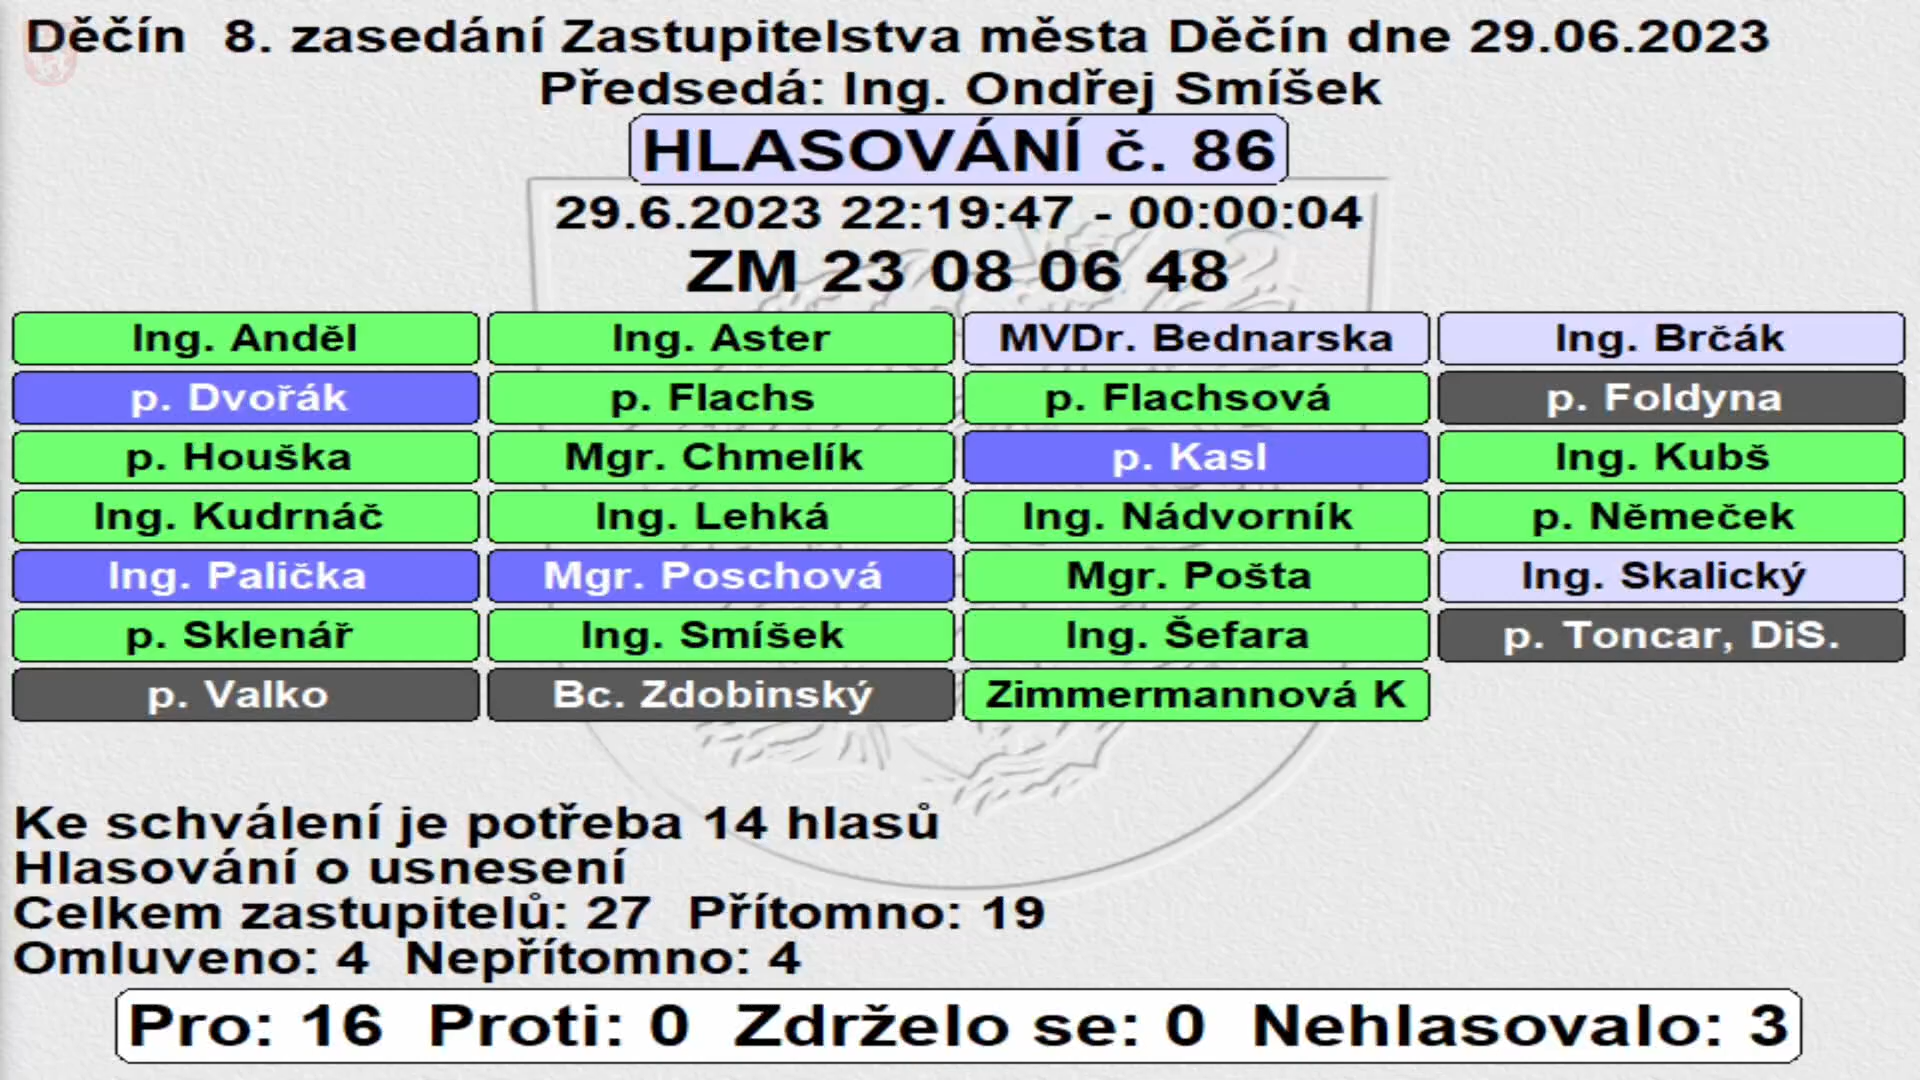 Děčín 8. zasedání Zastupitelstva města Děčín dne 29.06.2023
Předsedá: Ing. Ondřej Smíšek
HLASOVÁNÍ č. 86
29.6.2023 22:19:47 - 00:00:04
ZM 23 08 06 48
Ing. Anděl Ing. Aster MVDr. Bednarska Ing. Brčák
p. Dvořák p. Flachs p. Flachsová p. Foldyna
p. Houška Mgr. Chmelík p. Kasl Ing. Kubš
Ing. Kudrnáč Ing. Lehká Ing. Nádvorník p. Němeček
Ing. Palička Mgr. Poschová Mgr. Pošta Ing. Skalický
p. Sklenář Ing. Smíšek Ing. Šefara p. Toncar, DiS.
p. Valko Bc. Zdobinský Zimmermannová K
Ke schválení je potřeba 14 hlasů
Hlasování o usnesení
Celkem zastupitelů: 27 Přítomno: 19
Omluveno: 4 Nepřítomno: 4
Pro: 16 Proti: 0 Zdrželo se: 0 Nehlasovalo: 3